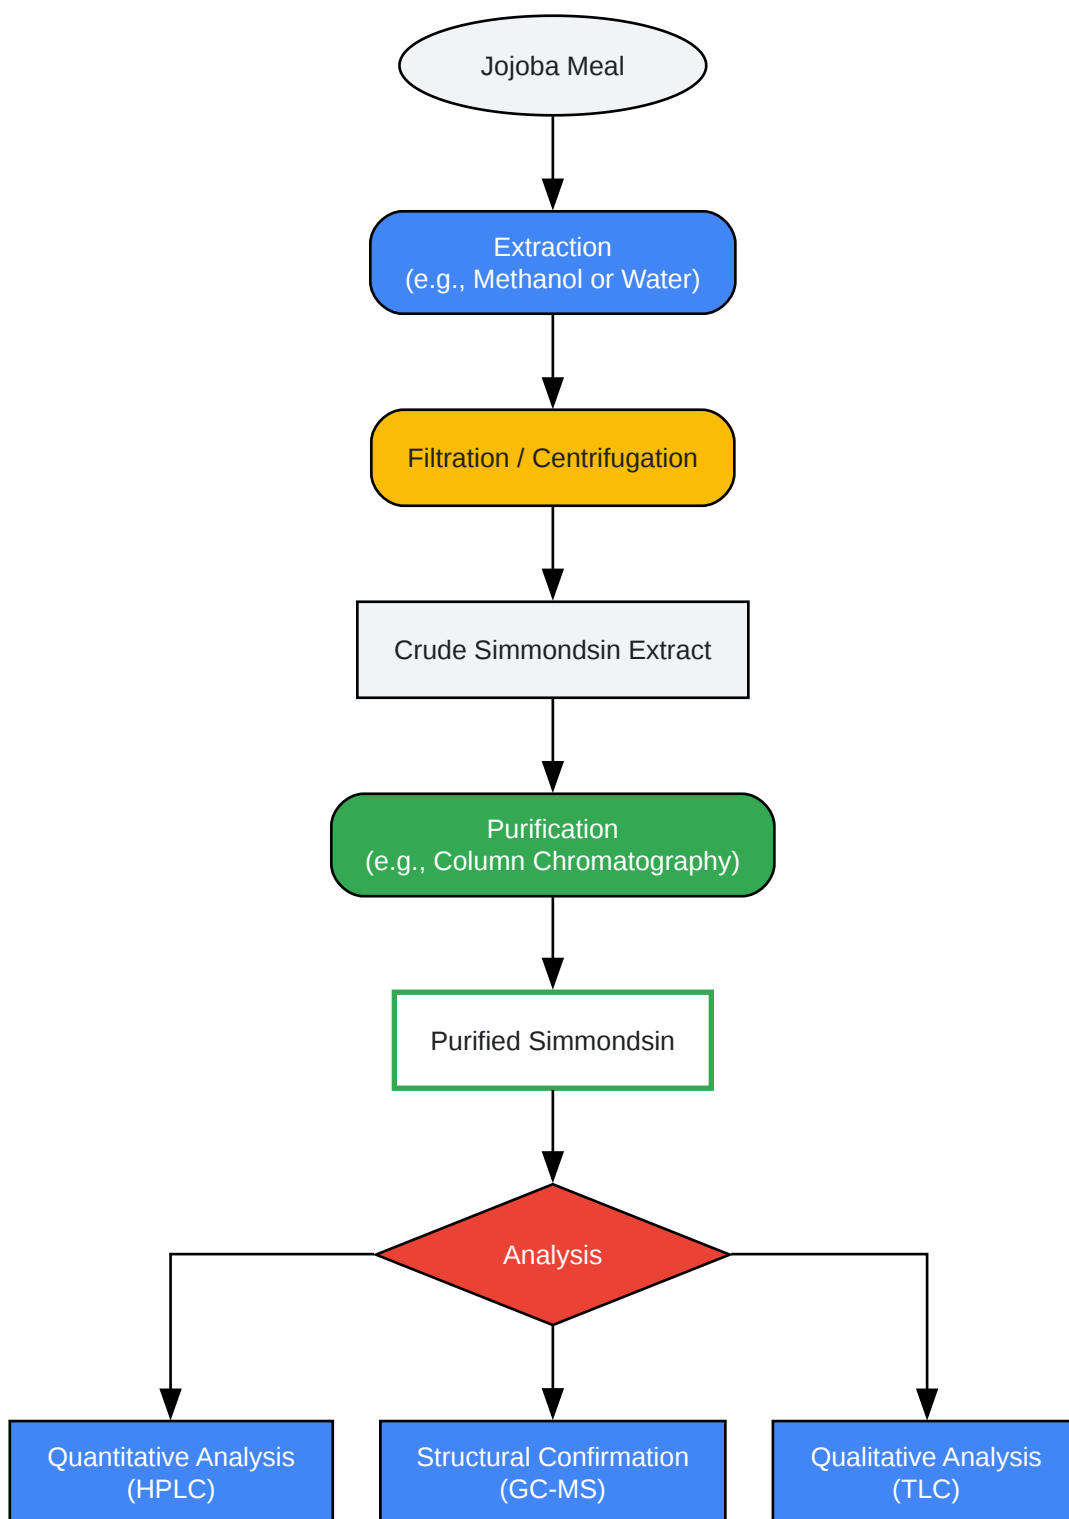 Jojoba Meal
Extraction
(e.g., Methanol or Water)
Filtration / Centrifugation
Crude Simmondsin Extract
Purification
(e.g., Column Chromatography)
Purified Simmondsin
Analysis
Quantitative Analysis
(HPLC)
Structural Confirmation
(GC-MS)
Qualitative Analysis
(TLC)